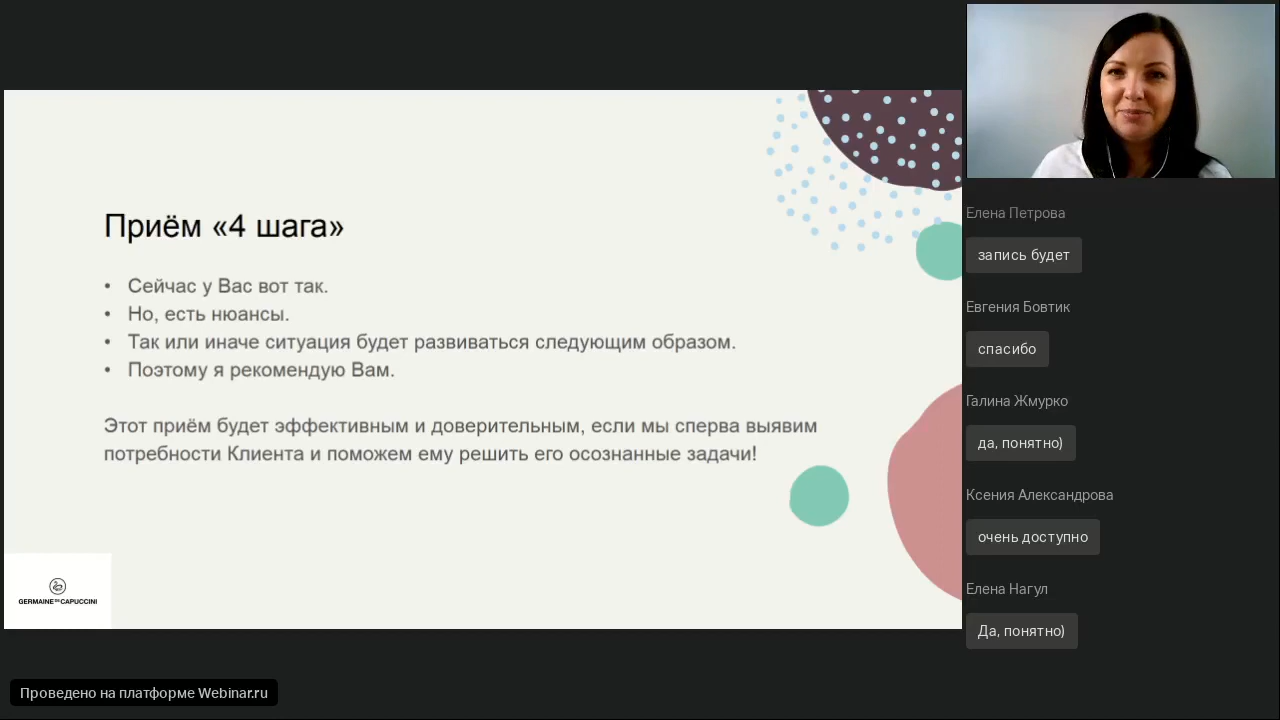 Приём «4 шага»
• Сейчас у Вас вот так.
• Но, есть нюансы.
• Так или иначе ситуация будет развиваться следующим образом.
• Поэтому я рекомендую Вам.
Этот приём будет эффективным и доверительным, если мы сперва выявим
потребности Клиента и поможем ему решить его осознанные задачи!
GERMAINE DE CAPUCCINI
Проведено на платформе Webinar.ru
Елена Петрова
запись будет
Евгения Бовтик
спасибо
Галина Жмурко
да, понятно)
Ксения Александрова
очень доступно
Елена Нагул
Да, понятно)